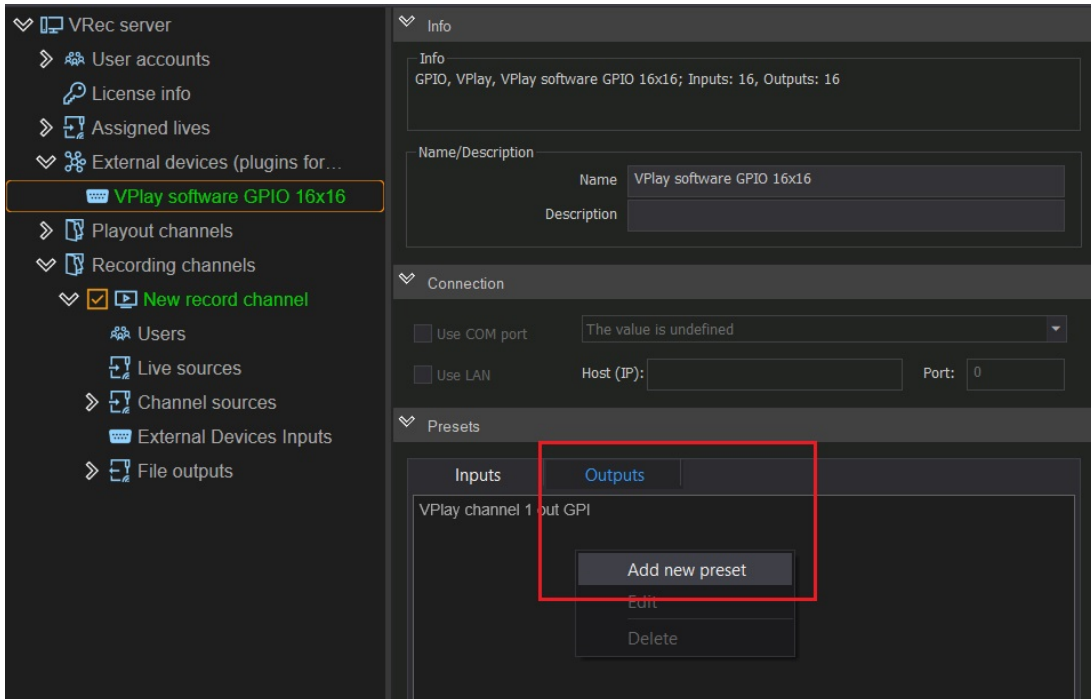 VRec server
User accounts
License info
Assigned lives
External devices (plugins for...
VPlay software GPIO 16x16
Playout channels
Recording channels
New record channel
Users
Live sources
Channel sources
External Devices Inputs
File outputs
Info
Info
GPIO, VPlay, VPlay software GPIO 16x16; Inputs: 16, Outputs: 16
Name/Description
Name VPlay software GPIO 16x16
Description
Connection
Use COM port The value is undefined
Use LAN Host (IP): Port: 0
Presets
Inputs Outputs
VPlay channel 1 out GPI
Add new preset
Edit
Delete